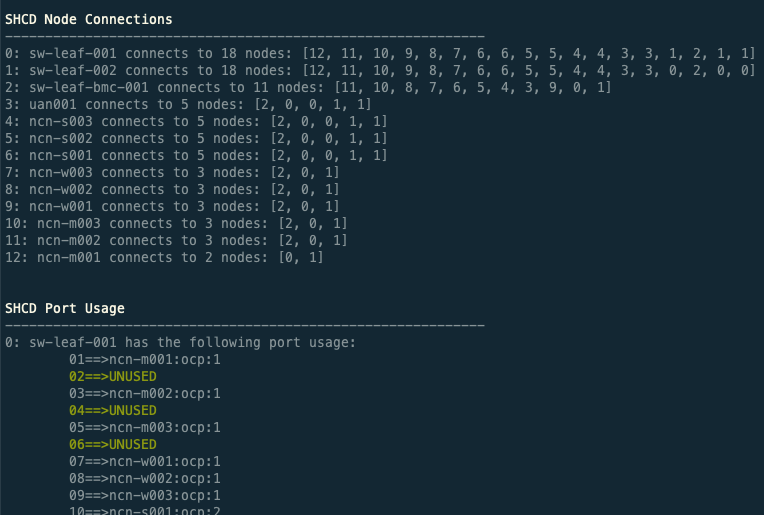 SHCD Node Connections
------------------------------------------------------------
0: sw-leaf-001 connects to 18 nodes: [12, 11, 10, 9, 8, 7, 6, 6, 5, 5, 4, 4, 3, 3, 1, 2, 1, 1]
1: sw-leaf-002 connects to 18 nodes: [12, 11, 10, 9, 8, 7, 6, 6, 5, 5, 4, 4, 3, 3, 0, 2, 0, 0]
2: sw-leaf-bmc-001 connects to 11 nodes: [11, 10, 8, 7, 6, 5, 4, 3, 9, 0, 1]
3: uan001 connects to 5 nodes: [2, 0, 0, 1, 1]
4: ncn-s003 connects to 5 nodes: [2, 0, 0, 1, 1]
5: ncn-s002 connects to 5 nodes: [2, 0, 0, 1, 1]
6: ncn-s001 connects to 5 nodes: [2, 0, 0, 1, 1]
7: ncn-w003 connects to 3 nodes: [2, 0, 1]
8: ncn-w002 connects to 3 nodes: [2, 0, 1]
9: ncn-w001 connects to 3 nodes: [2, 0, 1]
10: ncn-m003 connects to 3 nodes: [2, 0, 1]
11: ncn-m002 connects to 3 nodes: [2, 0, 1]
12: ncn-m001 connects to 2 nodes: [0, 1]
SHCD Port Usage
------------------------------------------------------------
0: sw-leaf-001 has the following port usage:
01==>ncn-m001:ocp:1
02==>UNUSED
03==>ncn-m002:ocp:1
04==>UNUSED
05==>ncn-m003:ocp:1
06==>UNUSED
07==>ncn-w001:ocp:1
08==>ncn-w002:ocp:1
09==>ncn-w003:ocp:1
10==>ncn-s001:ocp:2